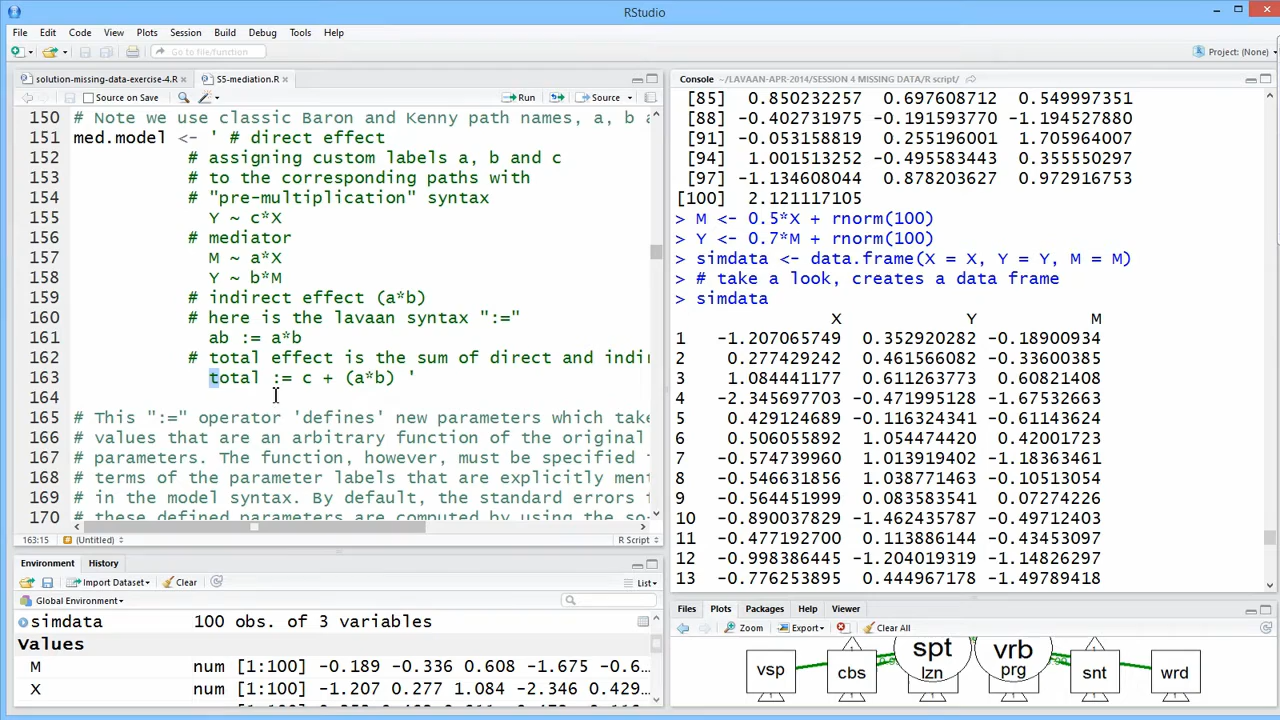 RStudio
File Edit Code View Plots Session Build Debug Tools Help
Go to file/function
Project: (None)
solution-missing-data-exercise-4.R
S5-mediation.R
Source on Save
Run
Source
150 # Note we use classic Baron and Kenny path names, a, b a
151 med.model <- ' # direct effect
152 # assigning custom labels a, b and c
153 # to the corresponding paths with
154 # "pre-multiplication" syntax
155 Y ~ c*X
156 # mediator
157 M ~ a*X
158 Y ~ b*M
159 # indirect effect (a*b)
160 # here is the lavaan syntax ":="
161 ab := a*b
162 # total effect is the sum of direct and indi
163 total := c + (a*b) '
164
165 # This ":=" operator 'defines' new parameters which take
166 # values that are an arbitrary function of the original
167 # parameters. The function, however, must be specified
168 # terms of the parameter labels that are explicitly men
169 # in the model syntax. By default, the standard errors
170 # these defined parameters are computed by using the so-
163:15 (Untitled) R Script
Environment History
Import Dataset Clear List
Global Environment
simdata 100 obs. of 3 variables
Values
M num [1:100] -0.189 -0.336 0.608 -1.675 -0.6...
X num [1:100] -1.207 0.277 1.084 -2.346 0.429...
Console ~/LAVAAN-APR-2014/SESSION 4 MISSING DATA/R script/
[85] 0.850232257 0.697608712 0.549997351
[88] -0.402731975 -0.191593770 -1.194527880
[91] -0.053158819 0.255196001 1.705964007
[94] 1.001513252 -0.495583443 0.355550297
[97] -1.134608044 0.878203627 0.972916753
[100] 2.121117105
> M <- 0.5*X + rnorm(100)
> Y <- 0.7*M + rnorm(100)
> simdata <- data.frame(X = X, Y = Y, M = M)
> # take a look, creates a data frame
> simdata
X Y M
1 -1.207065749 0.352920282 -0.18900934
2 0.277429242 0.461566082 -0.33600385
3 1.084441177 0.611263773 0.60821408
4 -2.345697703 -0.471995128 -1.67532663
5 0.429124689 -0.116324341 -0.61143624
6 0.506055892 1.054474420 0.42001723
7 -0.574739960 1.013919402 -1.18363461
8 -0.546631856 1.038771463 -0.10513054
9 -0.564451999 0.083583541 0.07274226
10 -0.890037829 -1.462435787 -0.49712403
11 -0.477192700 0.113886144 -0.43453097
12 -0.998386445 -1.204019319 -1.14826297
13 -0.776253895 0.444967178 -1.49789418
Files Plots Packages Help Viewer
Zoom Export Clear All
spt vrb
vsp cbs lzn prg snt wrd